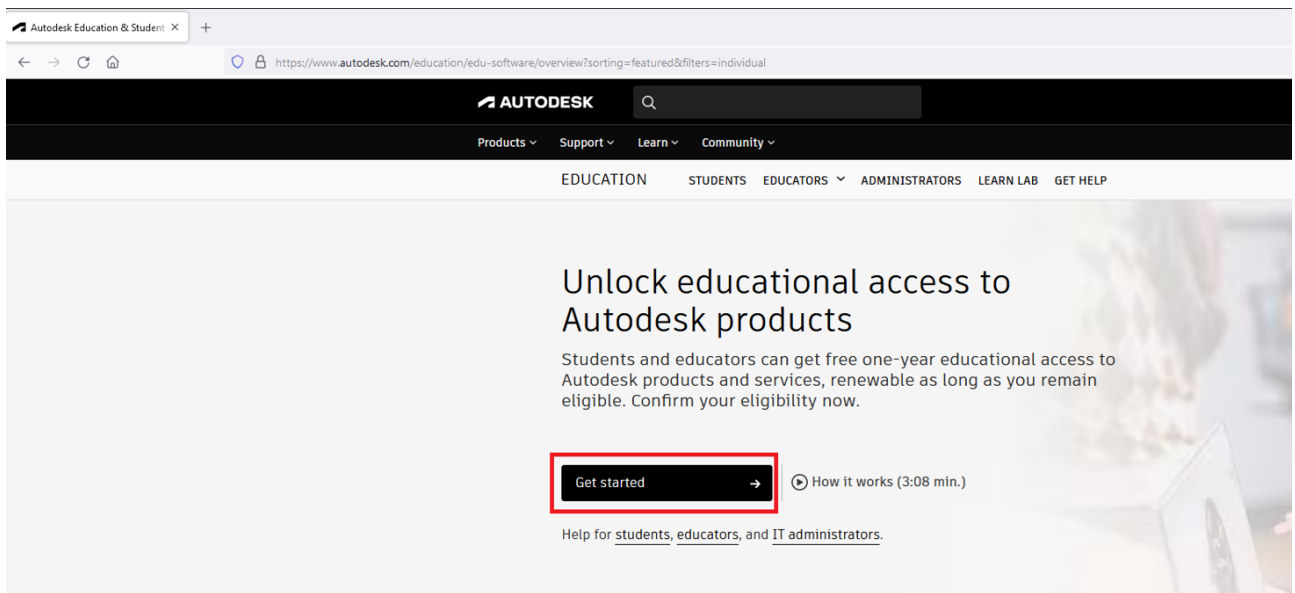 Autodesk Education & Student
https://www.autodesk.com/education/edu-software/overview?sorting=featured&filters=individual
AUTODESK
Products Support Learn Community
EDUCATION STUDENTS EDUCATORS ADMINISTRATORS LEARN LAB GET HELP
Unlock educational access to
Autodesk products
Students and educators can get free one-year educational access to
Autodesk products and services, renewable as long as you remain
eligible. Confirm your eligibility now.
Get started → How it works (3:08 min.)
Help for students, educators, and IT administrators.